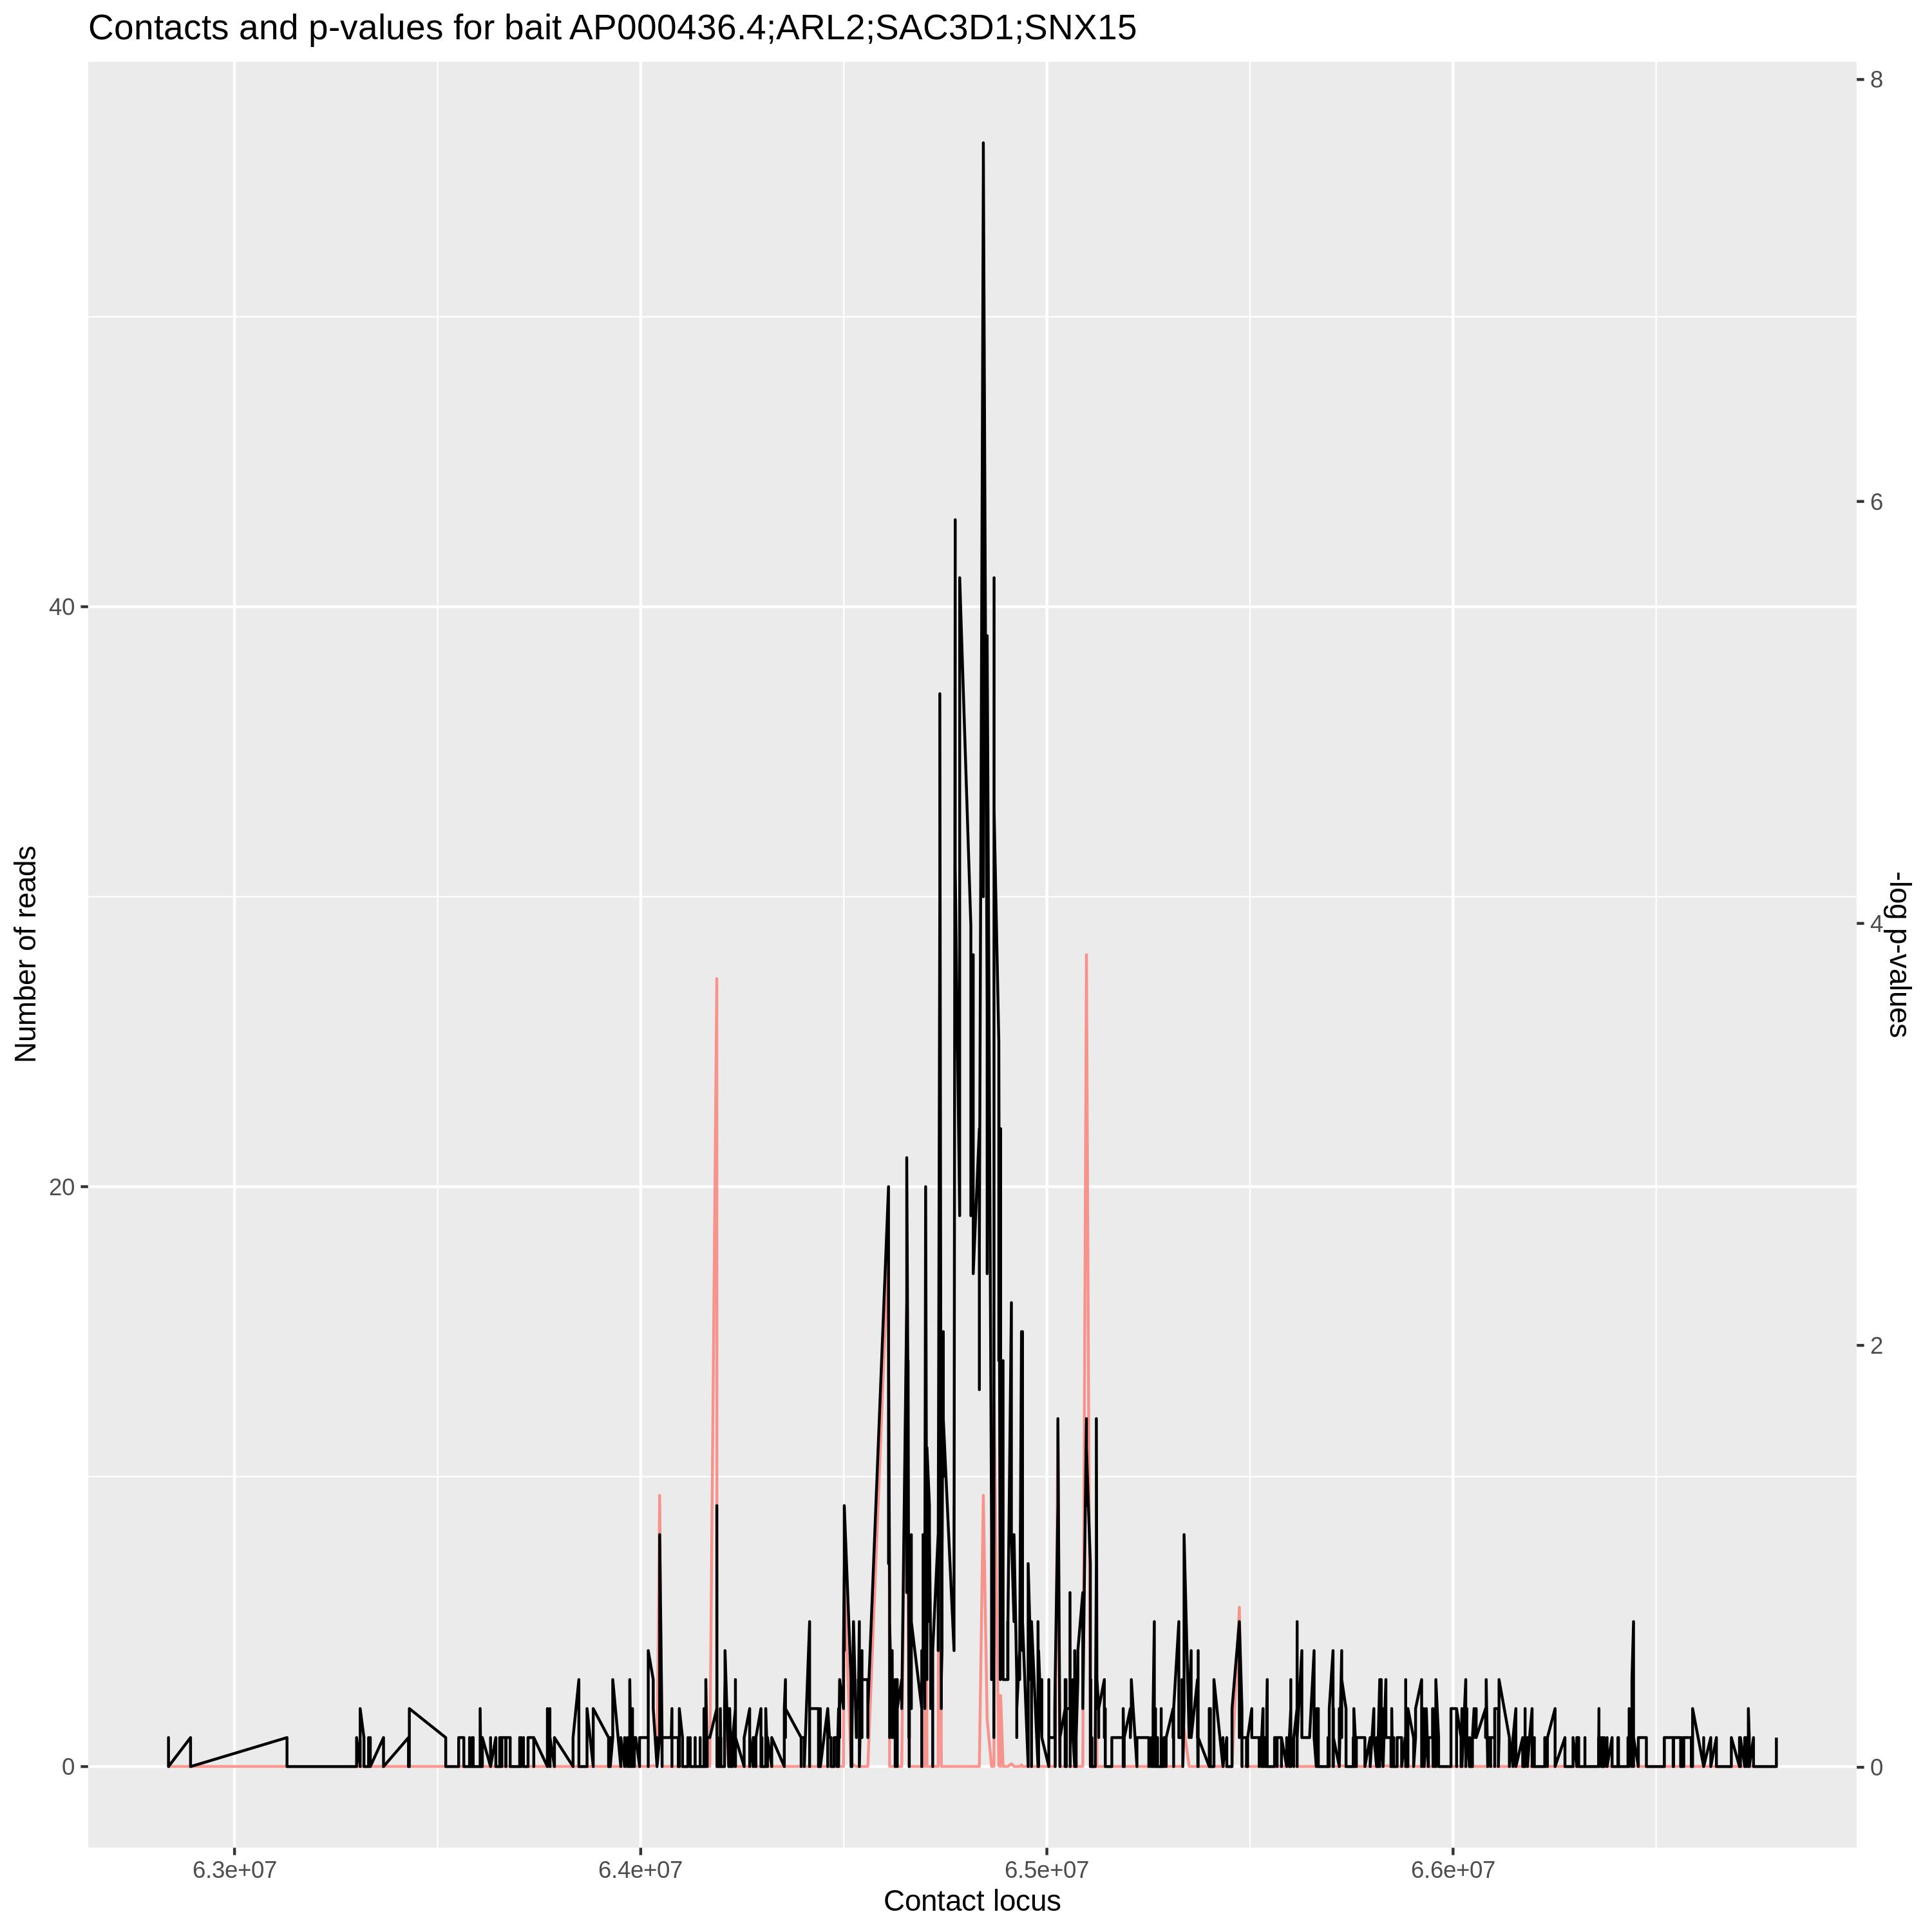 Contacts and p-values for bait AP000436.4;ARL2;SAC3D1;SNX15
8
6
40
Number of reads
-log p-values
4
20
2
0
0
6.3e+07
6.4e+07
6.5e+07
6.6e+07
Contact locus